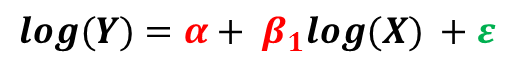 log(Y) = α + β₁log(X) + ε